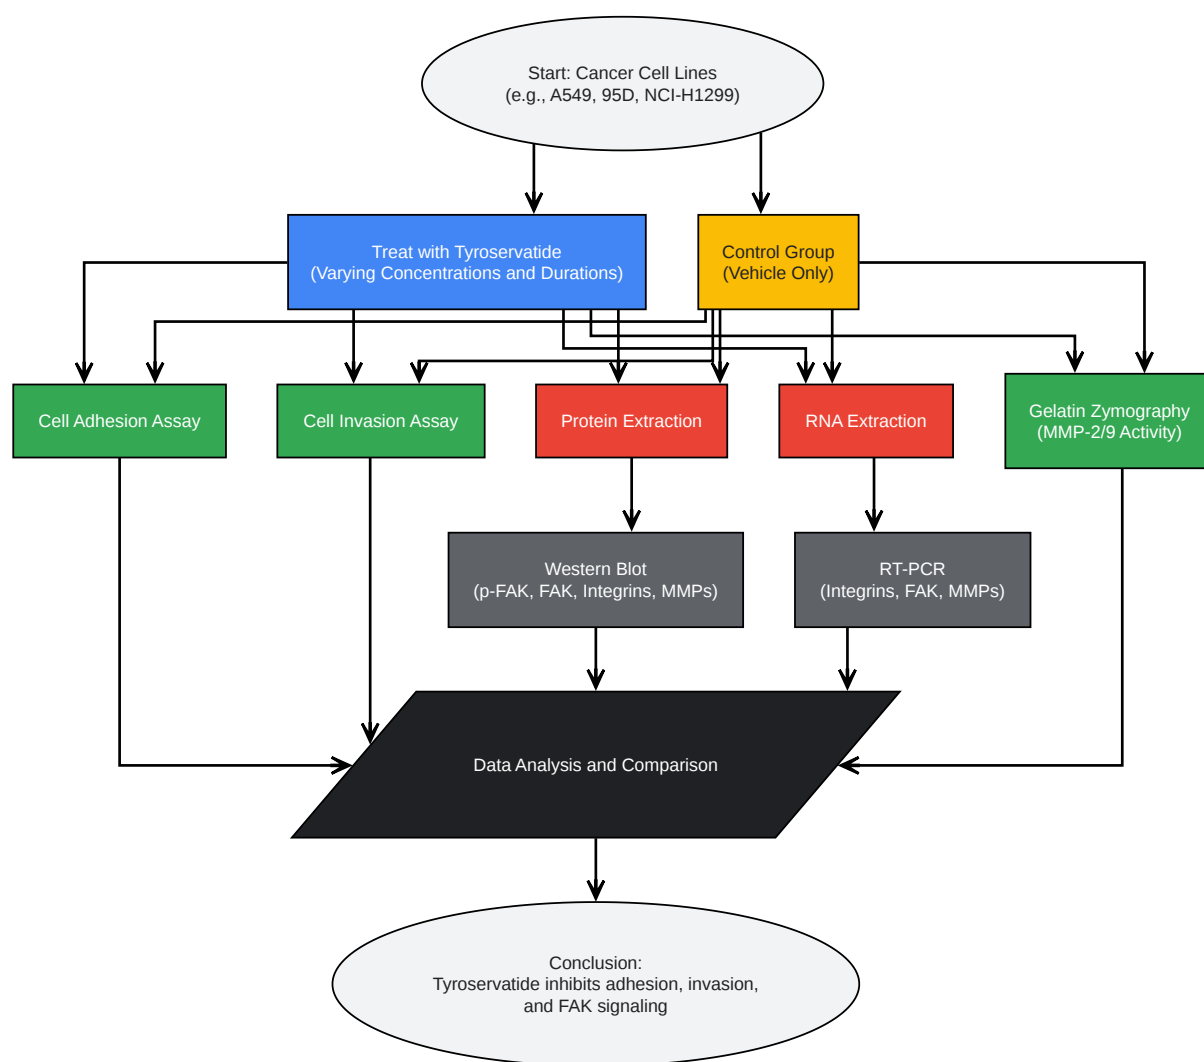 Start: Cancer Cell Lines
(e.g., A549, 95D, NCI-H1299)
Treat with Tyroservatide
(Varying Concentrations and Durations)
Control Group
(Vehicle Only)
Cell Adhesion Assay
Cell Invasion Assay
Protein Extraction
RNA Extraction
Gelatin Zymography
(MMP-2/9 Activity)
Western Blot
(p-FAK, FAK, Integrins, MMPs)
RT-PCR
(Integrins, FAK, MMPs)
Data Analysis and Comparison
Conclusion:
Tyroservatide inhibits adhesion, invasion,
and FAK signaling